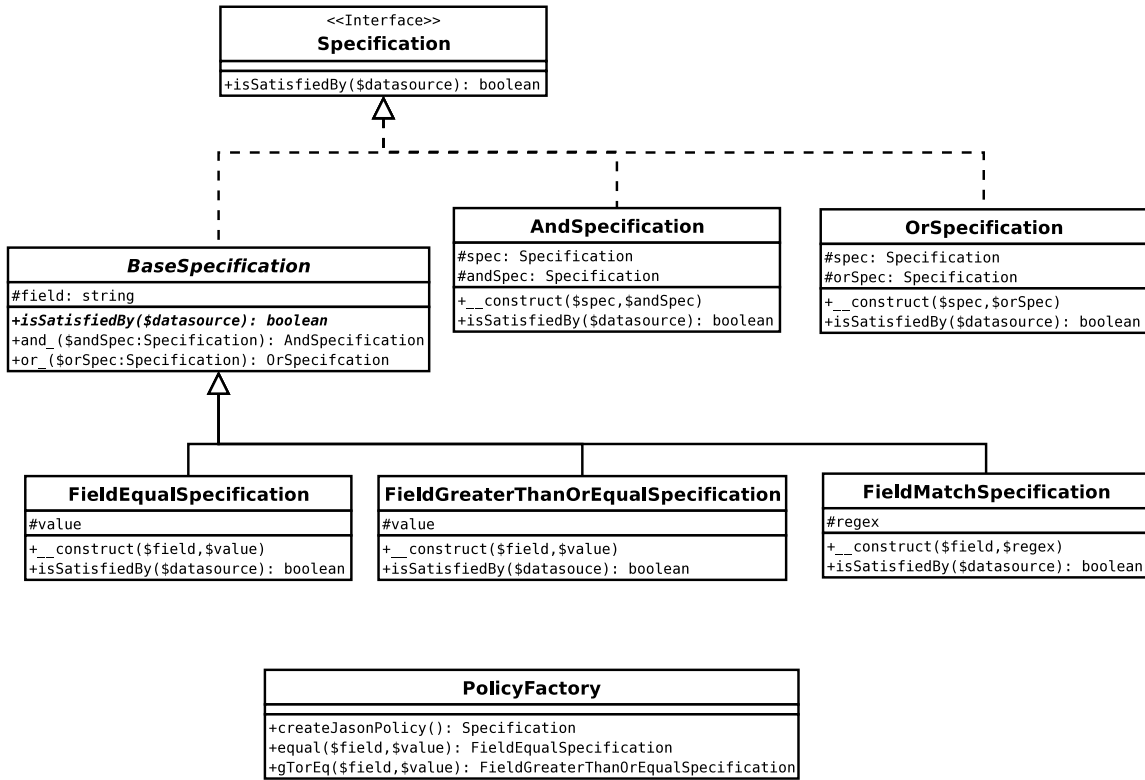 <<Interface>>
Specification
+isSatisfiedBy($datasource): boolean
BaseSpecification
#field: string
+isSatisfiedBy($datasource): boolean
+and_($andSpec:Specification): AndSpecification
+or_($orSpec:Specification): OrSpecifcation
AndSpecification
#spec: Specification
#andSpec: Specification
+__construct($spec,$andSpec)
+isSatisfiedBy($datasource): boolean
OrSpecification
#spec: Specification
#orSpec: Specification
+__construct($spec,$orSpec)
+isSatisfiedBy($datasource): boolean
FieldEqualSpecification
#value
+__construct($field,$value)
+isSatisfiedBy($datasource): boolean
FieldGreaterThanOrEqualSpecification
#value
+__construct($field,$value)
+isSatisfiedBy($datasouce): boolean
FieldMatchSpecification
#regex
+__construct($field,$regex)
+isSatisfiedBy($datasource): boolean
PolicyFactory
+createJasonPolicy(): Specification
+equal($field,$value): FieldEqualSpecification
+gTorEq($field,$value): FieldGreaterThanOrEqualSpecification